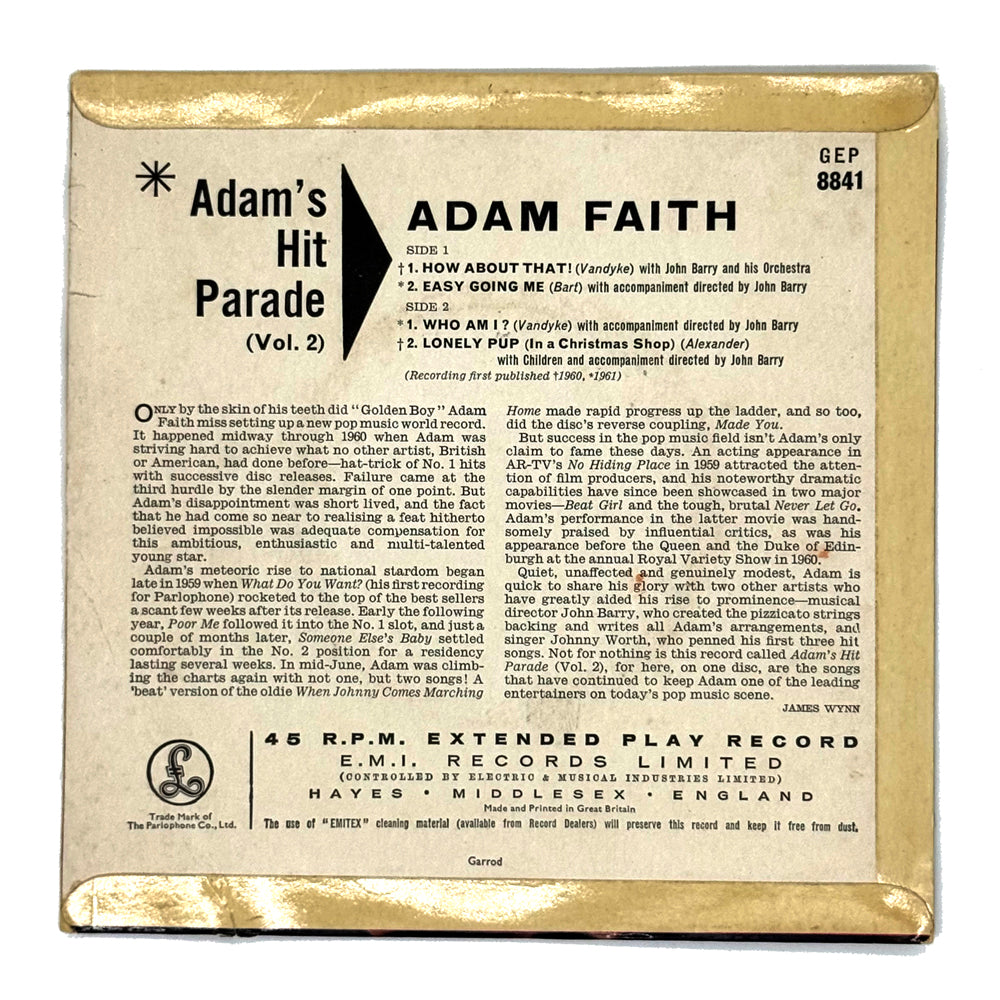 GEP
8841
* Adam's
Hit
Parade
(Vol. 2)
ADAM FAITH
SIDE 1
†1. HOW ABOUT THAT! (Vandyke) with John Barry and his Orchestra
*2. EASY GOING ME (Bart) with accompaniment directed by John Barry
SIDE 2
*1. WHO AM I? (Vandyke) with accompaniment directed by John Barry
†2. LONELY PUP (In a Christmas Shop) (Alexander)
with Children and accompaniment directed by John Barry
(Recording first published †1960, *1961)
ONLY by the skin of his teeth did "Golden Boy" Adam
Faith miss setting up a new pop music world record.
It happened midway through 1960 when Adam was
striving hard to achieve what no other artist, British
or American, had done before—hat-trick of No. 1 hits
with successive disc releases. Failure came at the
third hurdle by the slender margin of one point. But
Adam's disappointment was short lived, and the fact
that he had come so near to realising a feat hitherto
believed impossible was adequate compensation for
this ambitious, enthusiastic and multi-talented
young star.
Adam's meteoric rise to national stardom began
late in 1959 when What Do You Want? (his first recording
for Parlophone) rocketed to the top of the best sellers
a scant few weeks after its release. Early the following
year, Poor Me followed it into the No. 1 slot, and just a
couple of months later, Someone Else's Baby settled
comfortably in the No. 2 position for a residency
lasting several weeks. In mid-June, Adam was climb-
ing the charts again with not one, but two songs! A
'beat' version of the oldie When Johnny Comes Marching
Home made rapid progress up the ladder, and so too,
did the disc's reverse coupling, Made You.
But success in the pop music field isn't Adam's only
claim to fame these days. An acting appearance in
AR-TV's No Hiding Place in 1959 attracted the atten-
tion of film producers, and his noteworthy dramatic
capabilities have since been showcased in two major
movies—Beat Girl and the tough, brutal Never Let Go.
Adam's performance in the latter movie was hand-
somely praised by influential critics, as was his
appearance before the Queen and the Duke of Edin-
burgh at the annual Royal Variety Show in 1960.
Quiet, unaffected and genuinely modest, Adam is
quick to share his glory with two other artists who
have greatly aided his rise to prominence—musical
director John Barry, who created the pizzicato strings
backing and writes all Adam's arrangements, and
singer Johnny Worth, who penned his first three hit
songs. Not for nothing is this record called Adam's Hit
Parade (Vol. 2), for here, on one disc, are the songs
that have continued to keep Adam one of the leading
entertainers on today's pop music scene.
JAMES WYNN
£
Trade Mark of
The Parlophone Co., Ltd.
45 R.P.M. EXTENDED PLAY RECORD
E.M.I. RECORDS LIMITED
(CONTROLLED BY ELECTRIC & MUSICAL INDUSTRIES LIMITED)
HAYES · MIDDLESEX · ENGLAND
Made and Printed in Great Britain
The use of "EMITEX" cleaning material (available from Record Dealers) will preserve this record and keep it free from dust.
Garrod